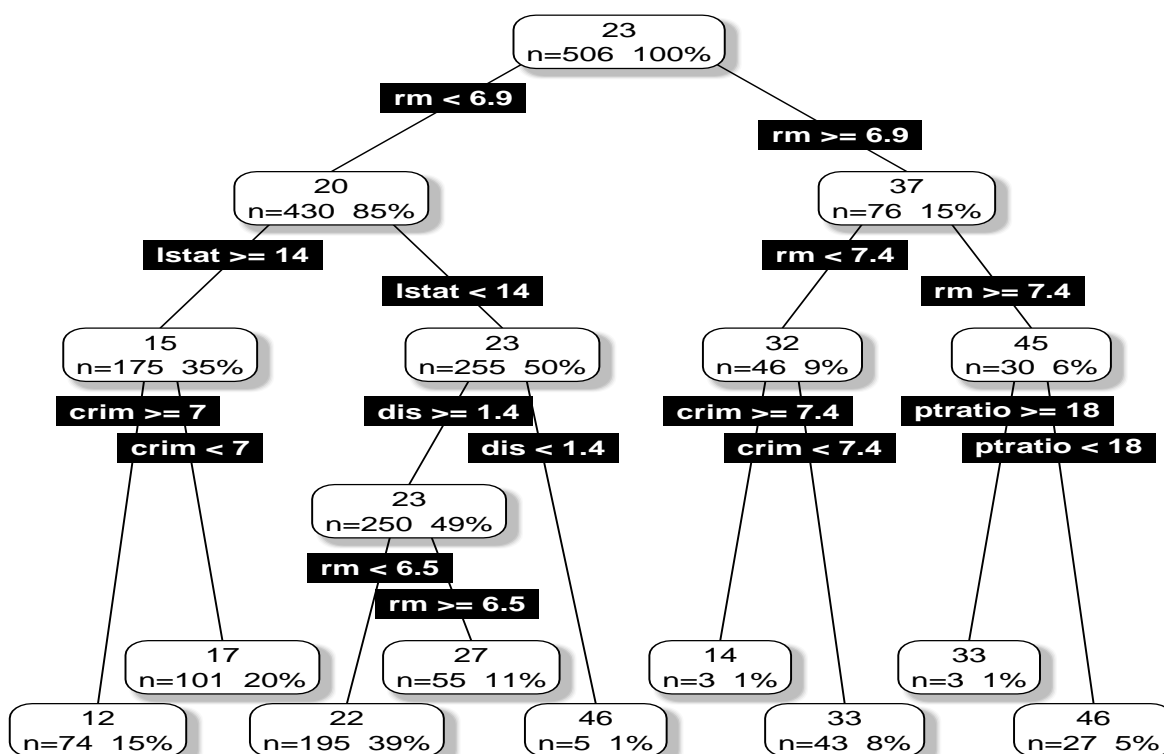 23
n=506 100%
rm < 6.9
rm >= 6.9
20
n=430 85%
37
n=76 15%
lstat >= 14
rm < 7.4
lstat < 14
rm >= 7.4
15
n=175 35%
23
n=255 50%
32
n=46 9%
45
n=30 6%
crim >= 7
dis >= 1.4
crim >= 7.4
ptratio >= 18
crim < 7
dis < 1.4
crim < 7.4
ptratio < 18
23
n=250 49%
rm < 6.5
rm >= 6.5
17
n=101 20%
27
n=55 11%
14
n=3 1%
33
n=3 1%
12
n=74 15%
22
n=195 39%
46
n=5 1%
33
n=43 8%
46
n=27 5%